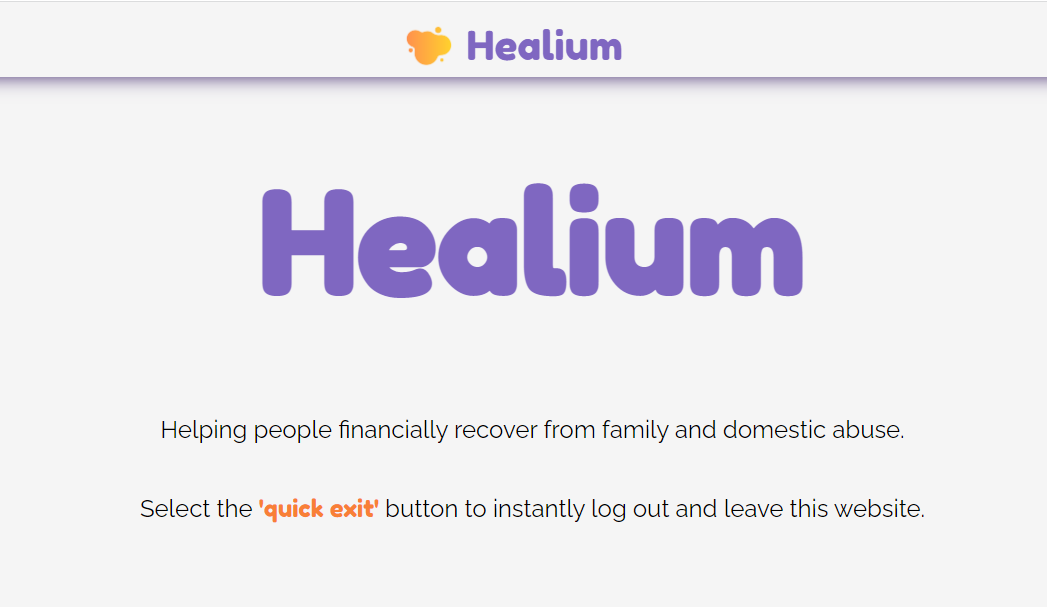 Healium
Healium
Helping people financially recover from family and domestic abuse.
Select the 'quick exit' button to instantly log out and leave this website.